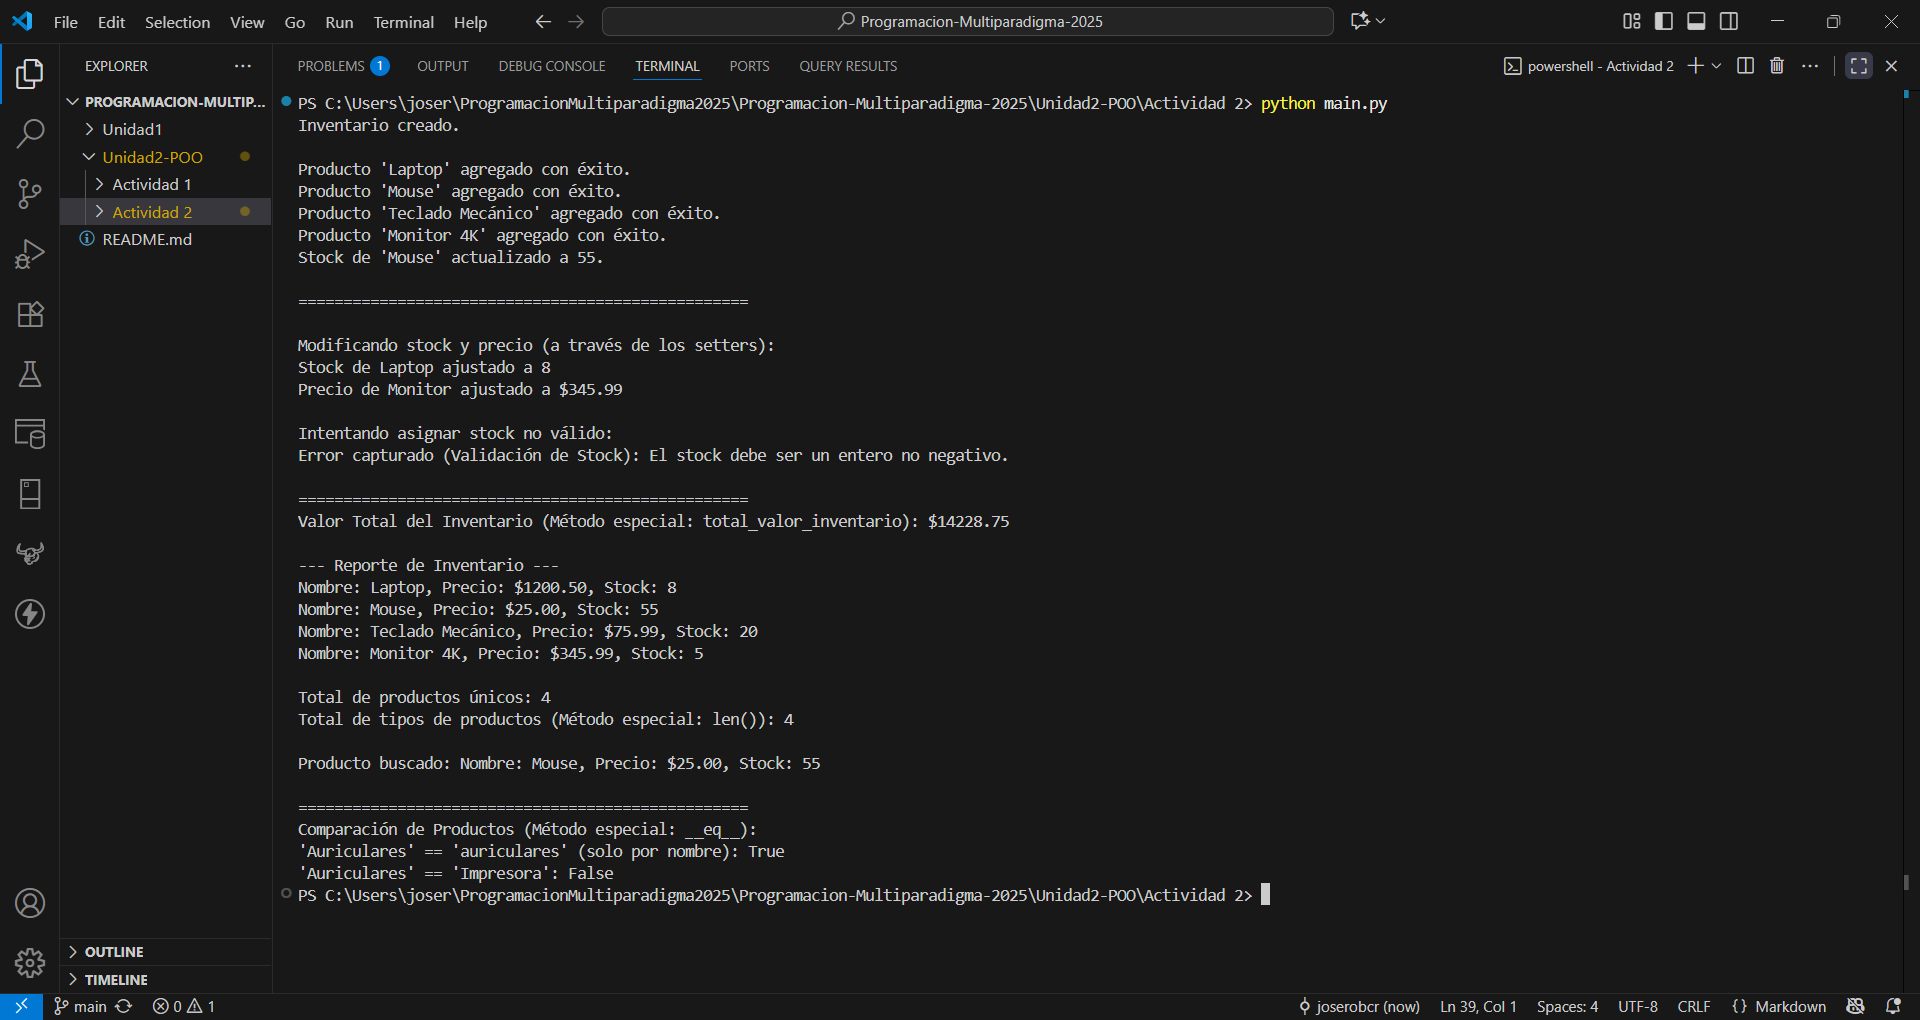 File Edit Selection View Go Run Terminal Help
Programacion-Multiparadigma-2025
EXPLORER
PROGRAMACION-MULTIP...
Unidad1
Unidad2-POO
Actividad 1
Actividad 2
README.md
OUTLINE
TIMELINE
PROBLEMS 1 OUTPUT DEBUG CONSOLE TERMINAL PORTS QUERY RESULTS
powershell - Actividad 2
PS C:\Users\joser\ProgramacionMultiparadigma2025\Programacion-Multiparadigma-2025\Unidad2-POO\Actividad 2> python main.py
Inventario creado.
Producto 'Laptop' agregado con éxito.
Producto 'Mouse' agregado con éxito.
Producto 'Teclado Mecánico' agregado con éxito.
Producto 'Monitor 4K' agregado con éxito.
Stock de 'Mouse' actualizado a 55.
==================================================
Modificando stock y precio (a través de los setters):
Stock de Laptop ajustado a 8
Precio de Monitor ajustado a $345.99
Intentando asignar stock no válido:
Error capturado (Validación de Stock): El stock debe ser un entero no negativo.
==================================================
Valor Total del Inventario (Método especial: total_valor_inventario): $14228.75
--- Reporte de Inventario ---
Nombre: Laptop, Precio: $1200.50, Stock: 8
Nombre: Mouse, Precio: $25.00, Stock: 55
Nombre: Teclado Mecánico, Precio: $75.99, Stock: 20
Nombre: Monitor 4K, Precio: $345.99, Stock: 5
Total de productos únicos: 4
Total de tipos de productos (Método especial: len()): 4
Producto buscado: Nombre: Mouse, Precio: $25.00, Stock: 55
==================================================
Comparación de Productos (Método especial: __eq__):
'Auriculares' == 'auriculares' (solo por nombre): True
'Auriculares' == 'Impresora': False
PS C:\Users\joser\ProgramacionMultiparadigma2025\Programacion-Multiparadigma-2025\Unidad2-POO\Actividad 2>
main 0 1 joserobcr (now) Ln 39, Col 1 Spaces: 4 UTF-8 CRLF {} Markdown